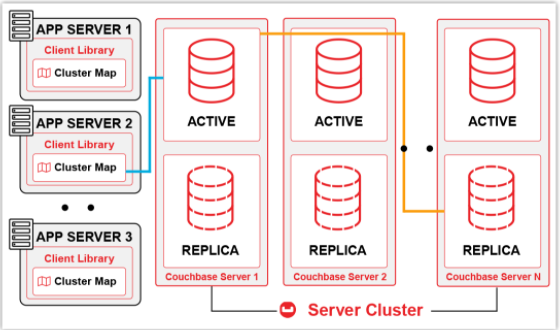 APP SERVER 1
Client Library
Cluster Map
APP SERVER 2
Client Library
Cluster Map
APP SERVER 3
Client Library
Cluster Map
ACTIVE
REPLICA
Couchbase Server 1
ACTIVE
REPLICA
Couchbase Server 2
ACTIVE
REPLICA
Couchbase Server N
Server Cluster